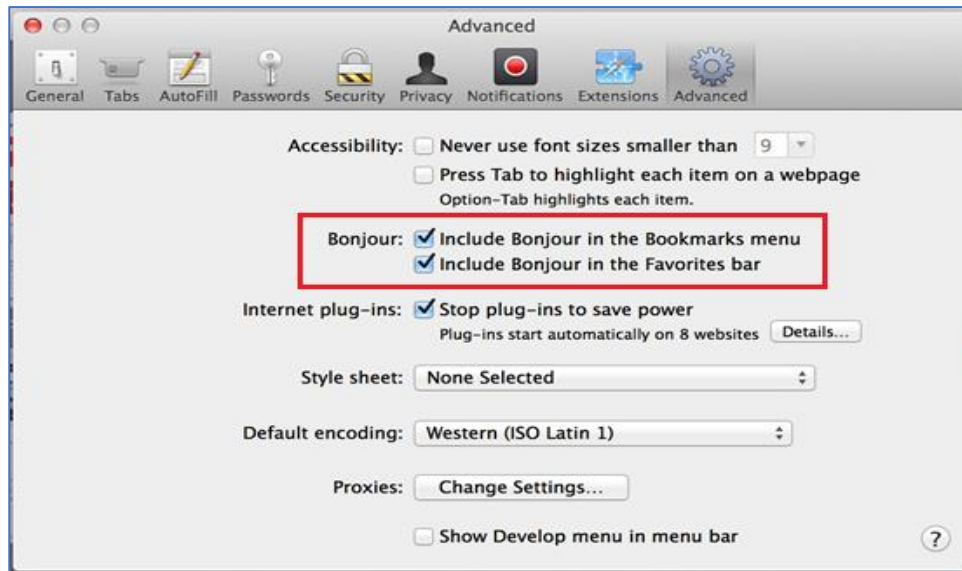 Advanced
General Tabs AutoFill Passwords Security Privacy Notifications Extensions Advanced
Accessibility: Never use font sizes smaller than 9
Press Tab to highlight each item on a webpage
Option-Tab highlights each item.
Bonjour: Include Bonjour in the Bookmarks menu
Include Bonjour in the Favorites bar
Internet plug-ins: Stop plug-ins to save power
Plug-ins start automatically on 8 websites Details...
Style sheet: None Selected
Default encoding: Western (ISO Latin 1)
Proxies: Change Settings...
Show Develop menu in menu bar
?